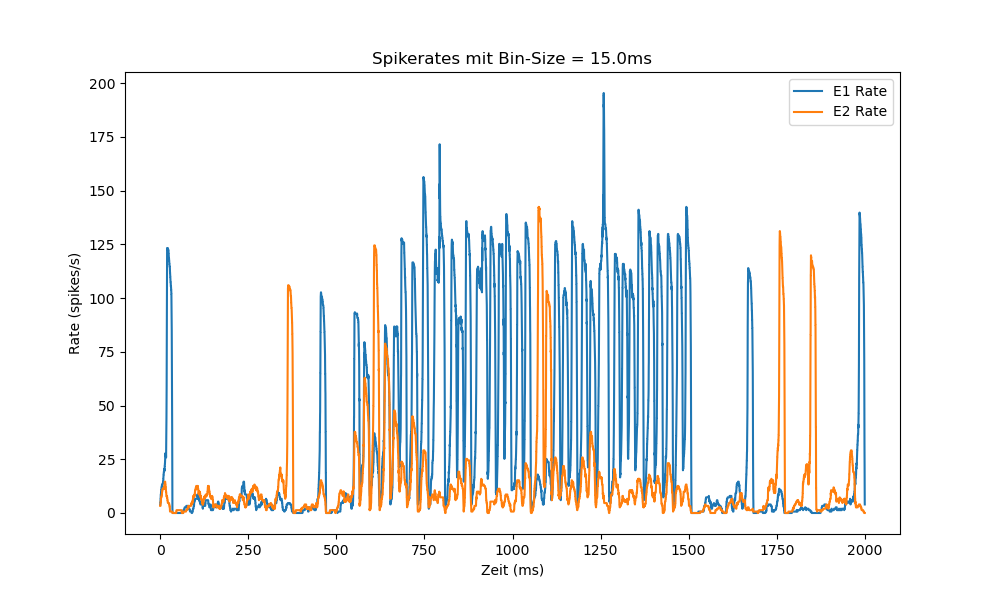 Spikerates mit Bin-Size = 15.0ms
E1 Rate
E2 Rate
Rate (spikes/s)
200
175
150
125
100
75
50
25
0
0 250 500 750 1000 1250 1500 1750 2000
Zeit (ms)